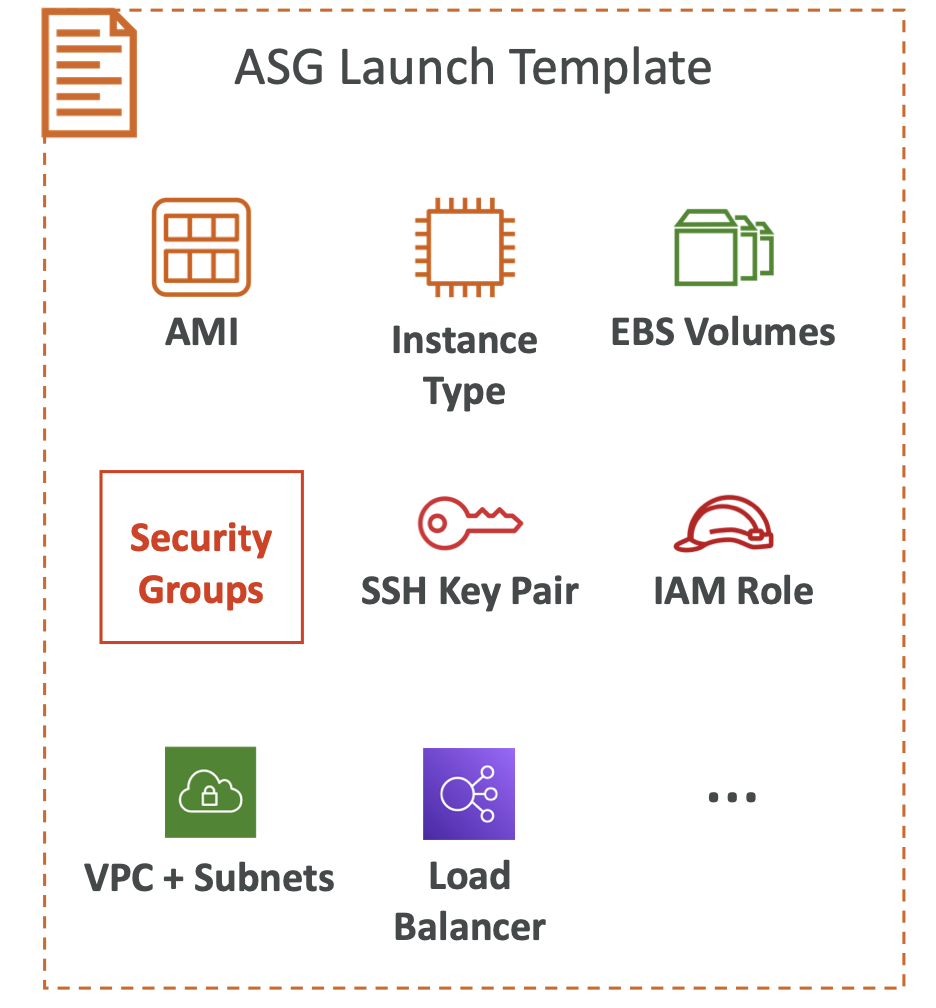 ASG Launch Template
AMI
Instance
Type
EBS Volumes
Security
Groups
SSH Key Pair
IAM Role
VPC + Subnets
Load
Balancer
...